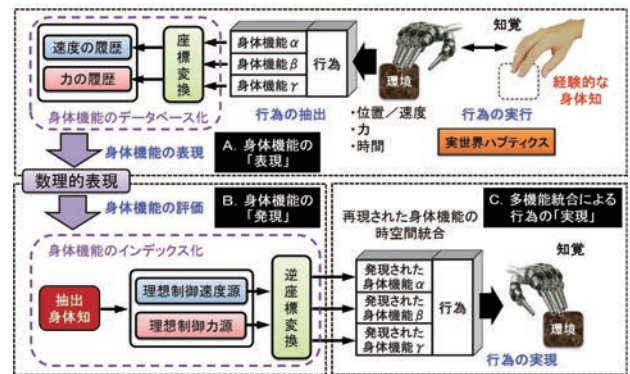 速度の履歴
力の履歴
座標変換
身体機能α
身体機能β
身体機能γ
行為
環境
知覚
経験的な
身体知
行為の抽出
・位置／速度
・力
・時間
行為の実行
実世界ハプティクス
身体機能のデータベース化
身体機能の表現
A. 身体機能の
「表現」
数理的表現
身体機能の評価
B. 身体機能の
「発現」
C. 多機能統合による
行為の「実現」
身体機能のインデックス化
抽出
身体知
理想制御速度源
理想制御力源
逆座標変換
再現された身体機能の
時空間統合
発現された
身体機能α
発現された
身体機能β
発現された
身体機能γ
行為
知覚
環境
行為の実現